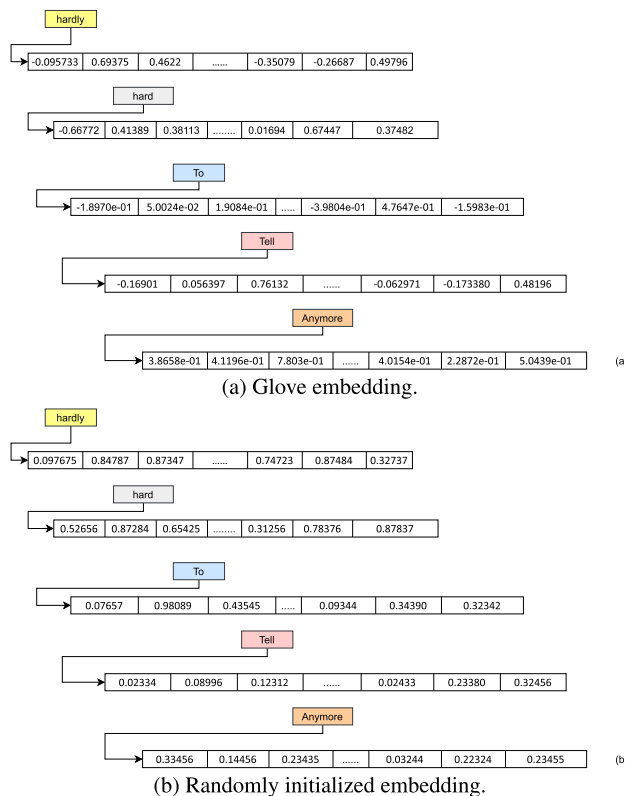 hardly
-0.095733 0.69375 0.4622 ...... -0.35079 -0.26687 0.49796
hard
-0.66772 0.41389 0.38113 ........ 0.01694 0.67447 0.37482
To
-1.8970e-01 5.0024e-02 1.9084e-01 ..... -3.9804e-01 4.7647e-01 -1.5983e-01
Tell
-0.16901 0.056397 0.76132 ...... -0.062971 -0.173380 0.48196
Anymore
3.8658e-01 4.1196e-01 7.803e-01 ...... 4.0154e-01 2.2872e-01 5.0439e-01 (a
(a) Glove embedding.
hardly
0.097675 0.84787 0.87347 ...... 0.74723 0.87484 0.32737
hard
0.52656 0.87284 0.65425 ........ 0.31256 0.78376 0.87837
To
0.07657 0.98089 0.43545 ..... 0.09344 0.34390 0.32342
Tell
0.02334 0.08996 0.12312 ...... 0.02433 0.23380 0.32456
Anymore
0.33456 0.14456 0.23435 ...... 0.03244 0.22324 0.23455 (b
(b) Randomly initialized embedding.